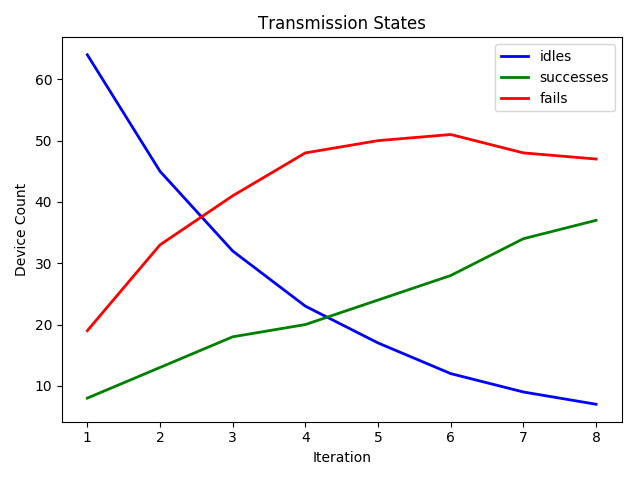 Transmission States
idles
successes
fails
Device Count
60
50
40
30
20
10
1 2 3 4 5 6 7 8
Iteration